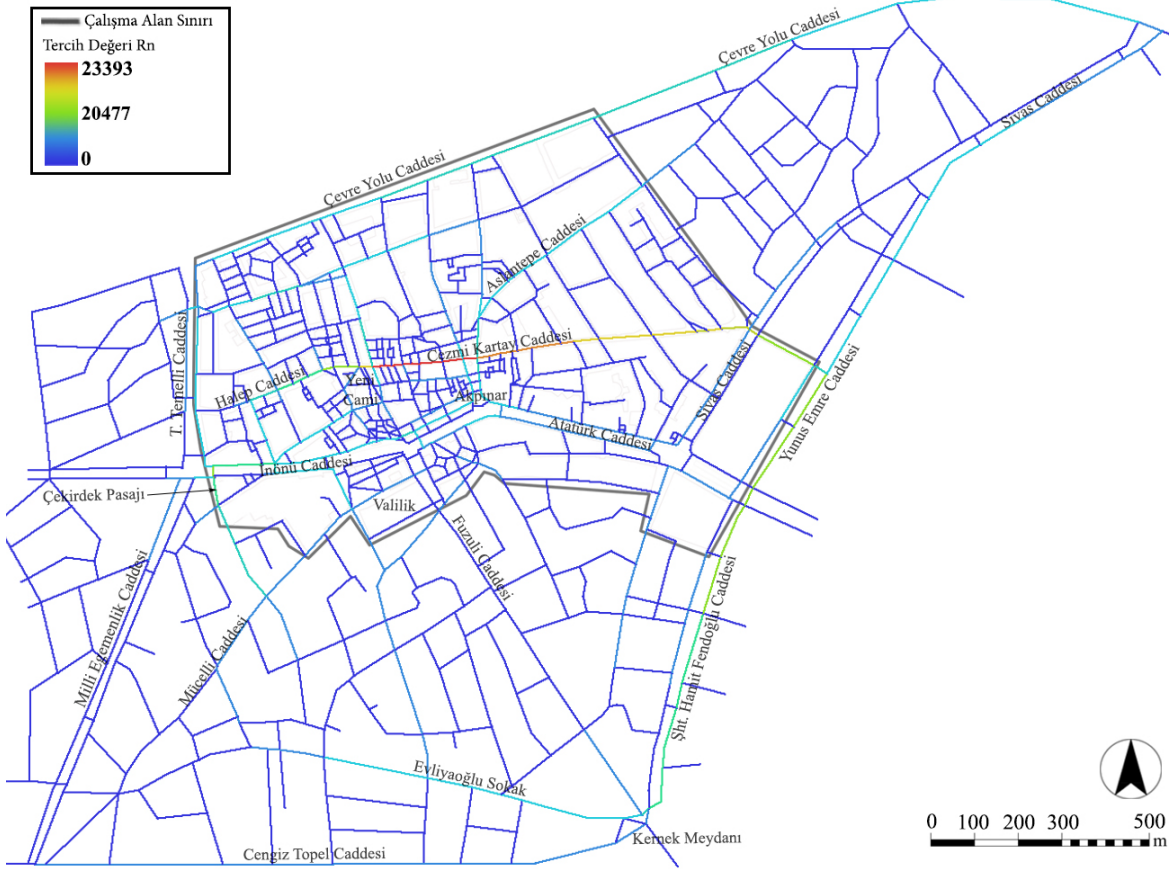 Çalışma Alan Sınırı
Tercih Değeri Rn
23393
20477
0
Çevre Yolu Caddesi
Sivas Caddesi
Çevre Yolu Caddesi
Aslantepe Caddesi
T. Temelli Caddesi
Cezmi Kartay Caddesi
Halep Caddesi
Yeni
Cami
Akpınar
Sivas Caddesi
Yunus Emre Caddesi
Atatürk Caddesi
İnönü Caddesi
Çekirdek Pasajı
Valilik
Fuzuli Caddesi
Milli Egemenlik Caddesi
Mücelli Caddesi
Şht. Hamit Fendoğlu Caddesi
Evliyaoğlu Sokak
Kernek Meydanı
Cengiz Topel Caddesi
0 100 200 300 500
m